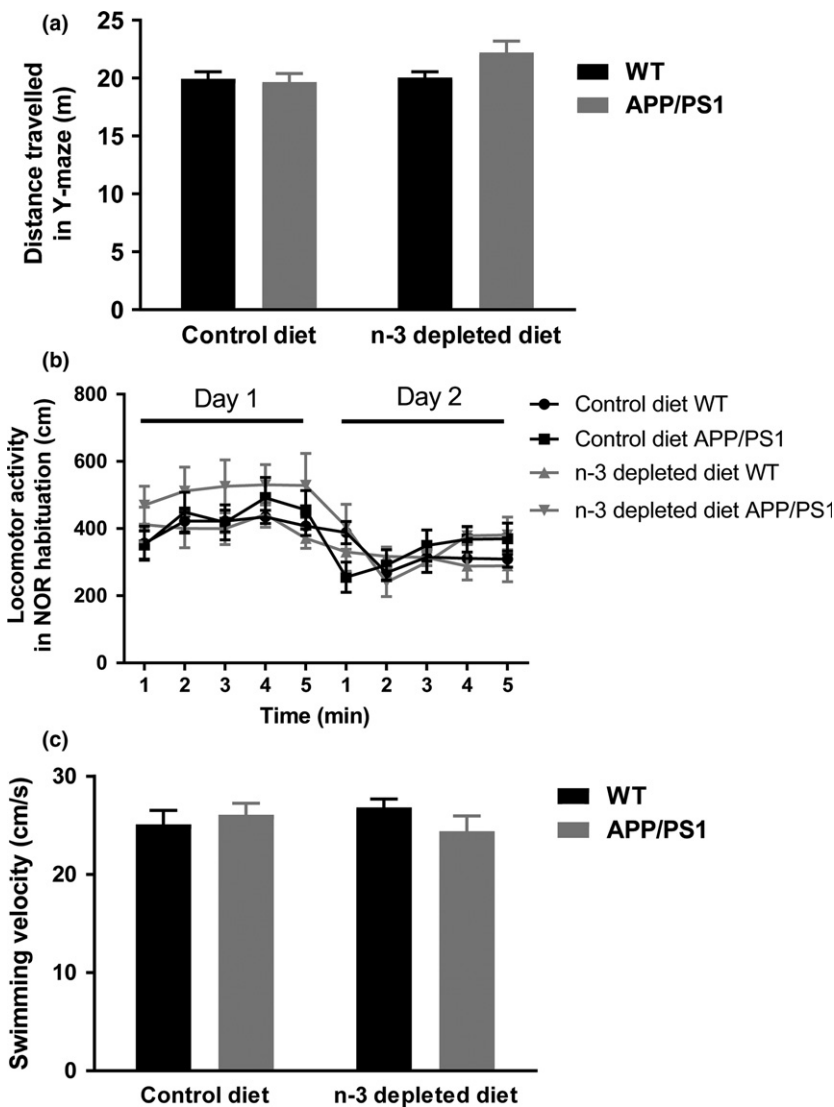 (a)
Distance travelled
in Y-maze (m)
25
20
15
10
5
0
Control diet
n-3 depleted diet
WT
APP/PS1
(b)
Locomotor activity
in NOR habituation (cm)
800
600
400
200
0
Day 1
Day 2
1 2 3 4 5 1 2 3 4 5
Time (min)
Control diet WT
Control diet APP/PS1
n-3 depleted diet WT
n-3 depleted diet APP/PS1
(c)
Swimming velocity (cm/s)
30
20
10
0
Control diet
n-3 depleted diet
WT
APP/PS1